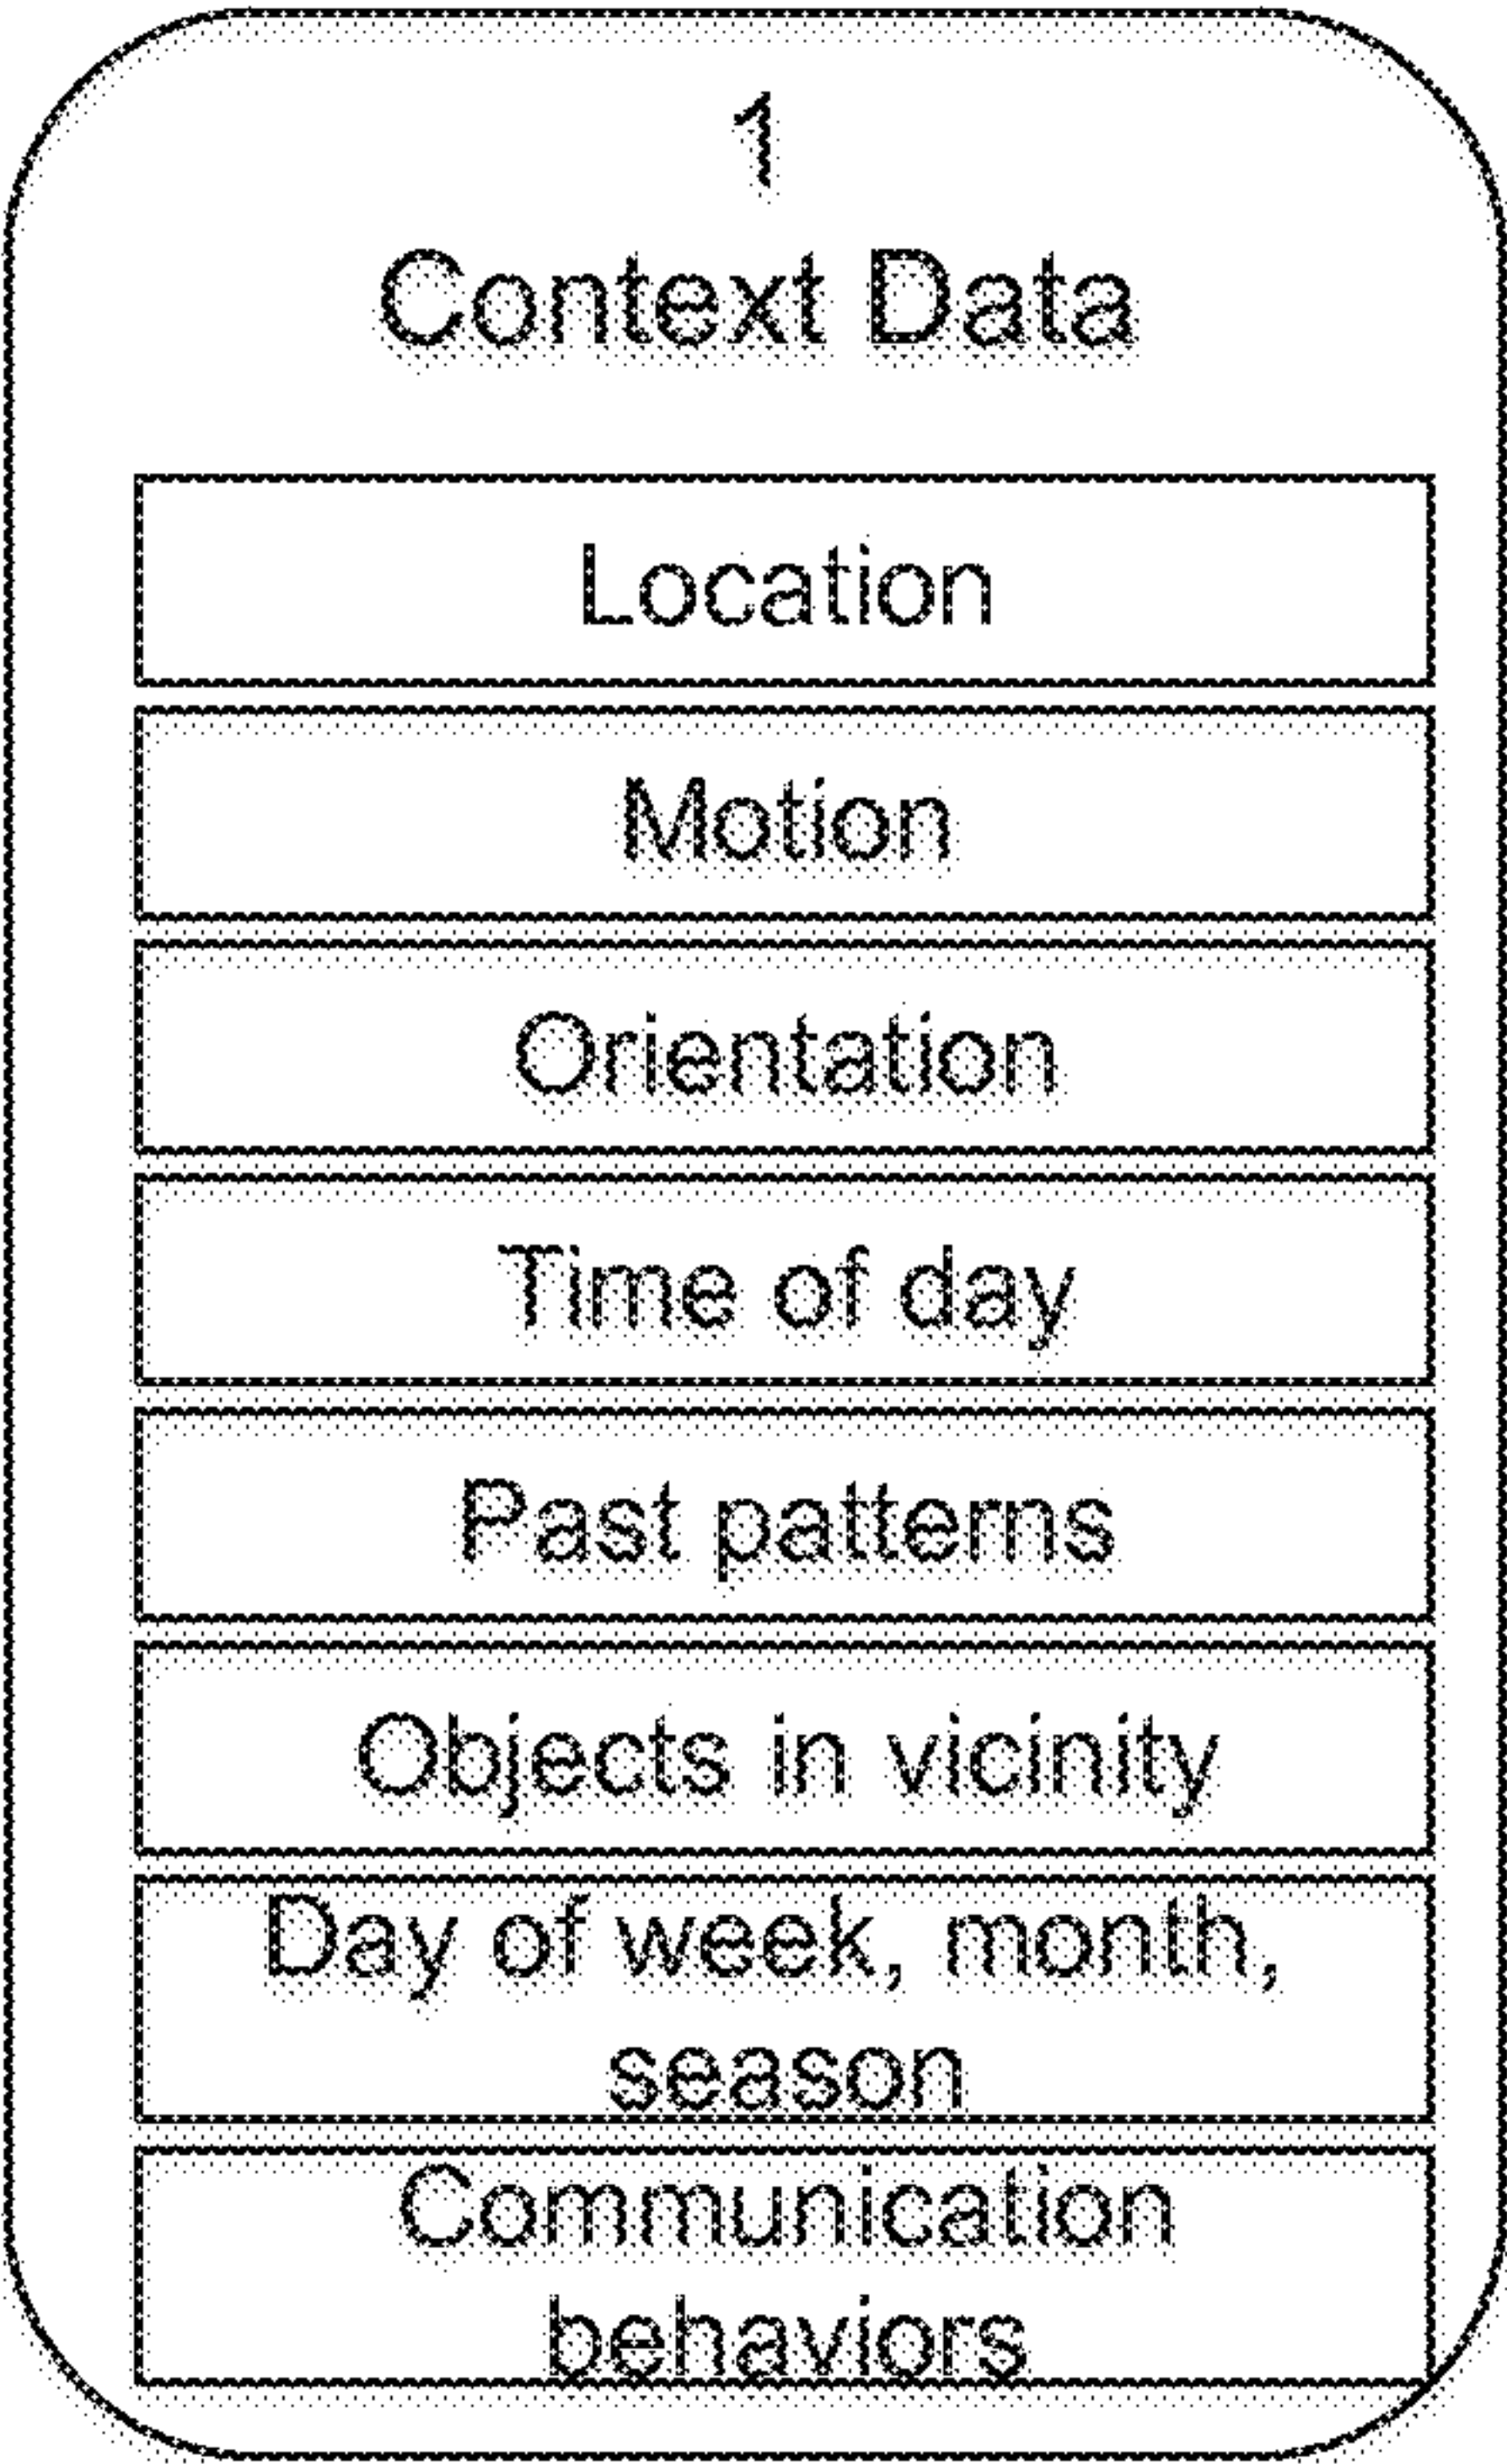 1
Context Data
Location
Motion
Orientation
Time of day
Past patterns
Objects in vicinity
Day of week, month,
season
Communication
behaviors